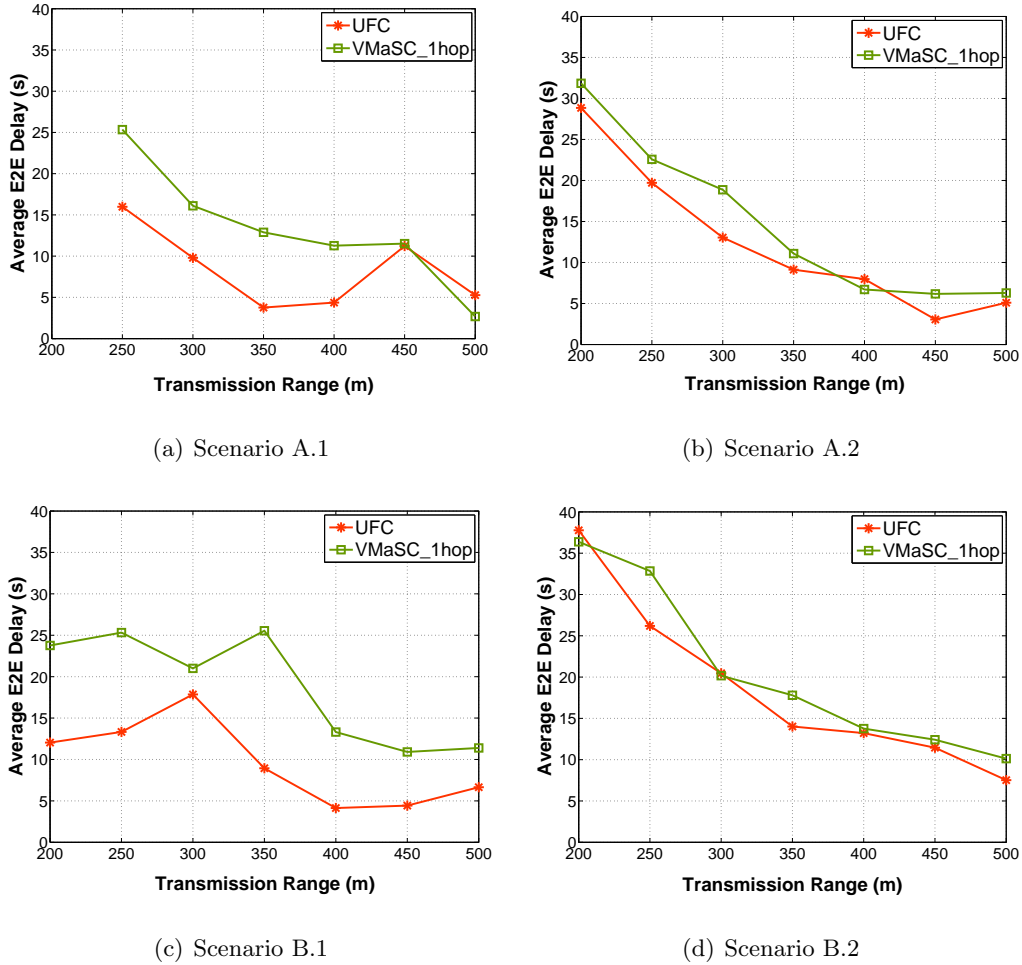 40
35
30
25
20
15
10
5
0
Average E2E Delay (s)
UFC
VMaSC_1hop
200 250 300 350 400 450 500
Transmission Range (m)
(a) Scenario A.1
40
35
30
25
20
15
10
5
0
Average E2E Delay (s)
UFC
VMaSC_1hop
200 250 300 350 400 450 500
Transmission Range (m)
(b) Scenario A.2
40
35
30
25
20
15
10
5
0
Average E2E Delay (s)
UFC
VMaSC_1hop
200 250 300 350 400 450 500
Transmission Range (m)
(c) Scenario B.1
40
35
30
25
20
15
10
5
0
Average E2E Delay (s)
UFC
VMaSC_1hop
200 250 300 350 400 450 500
Transmission Range (m)
(d) Scenario B.2